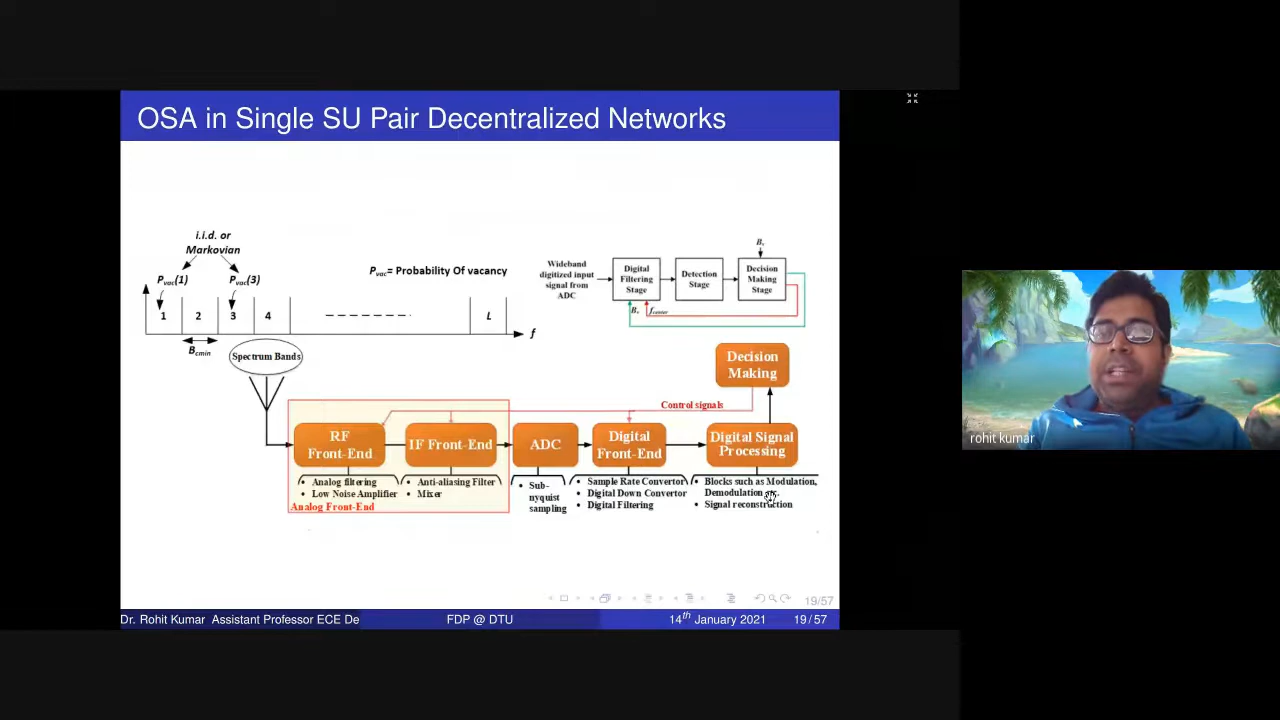 OSA in Single SU Pair Decentralized Networks
i.i.d. or
Markovian
Pvac(1)
Pvac(3)
Pvac= Probability Of vacancy
1
2
3
4
L
f
Bcmin
Spectrum Bands
Wideband
digitized input
signal from
ADC
Digital
Filtering
Stage
Detection
Stage
Decision
Making
Stage
fcenter
Decision
Making
Control signals
RF
Front-End
IF Front-End
ADC
Digital
Front-End
Digital Signal
Processing
• Analog filtering
• Low Noise Amplifier
Analog Front-End
• Anti-aliasing Filter
• Mixer
• Sub-
nyquist
sampling
• Sample Rate Convertor
• Digital Down Convertor
• Digital Filtering
• Blocks such as Modulation,
Demodulation
• Signal reconstruction
19/57
Dr. Rohit Kumar Assistant Professor ECE De
FDP @ DTU
14th January 2021
19 / 57
rohit kumar